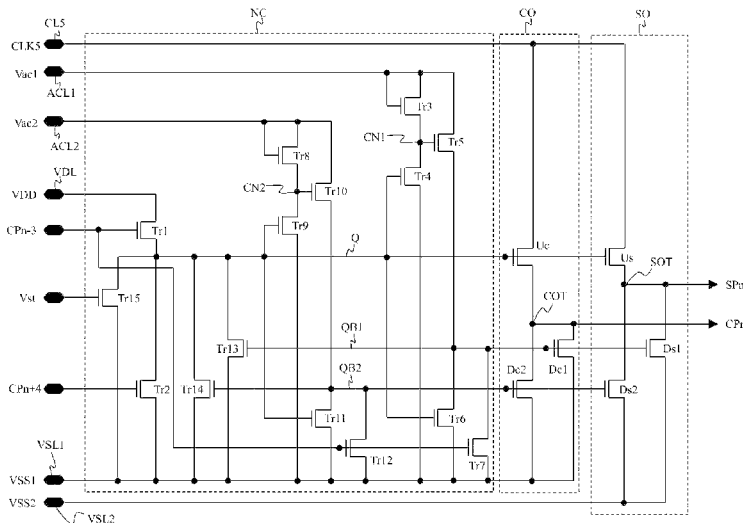 NC
CO
SO
CL5
CLK5
Vac1
ACL1
Tr3
CN1
Tr5
Vac2
ACL2
Tr8
Tr4
CN2
Tr10
VDL
VDD
Tr9
CPn-3
Tr1
Q
Uc
Us
SOT
SPn
Vst
Tr15
COT
CPn
QB1
Tr13
Dc1
Ds1
QB2
Dc2
CPn+4
Tr2
Tr14
Ds2
Tr11
Tr6
Tr12
Tr7
VSL1
VSS1
VSS2
VSL2